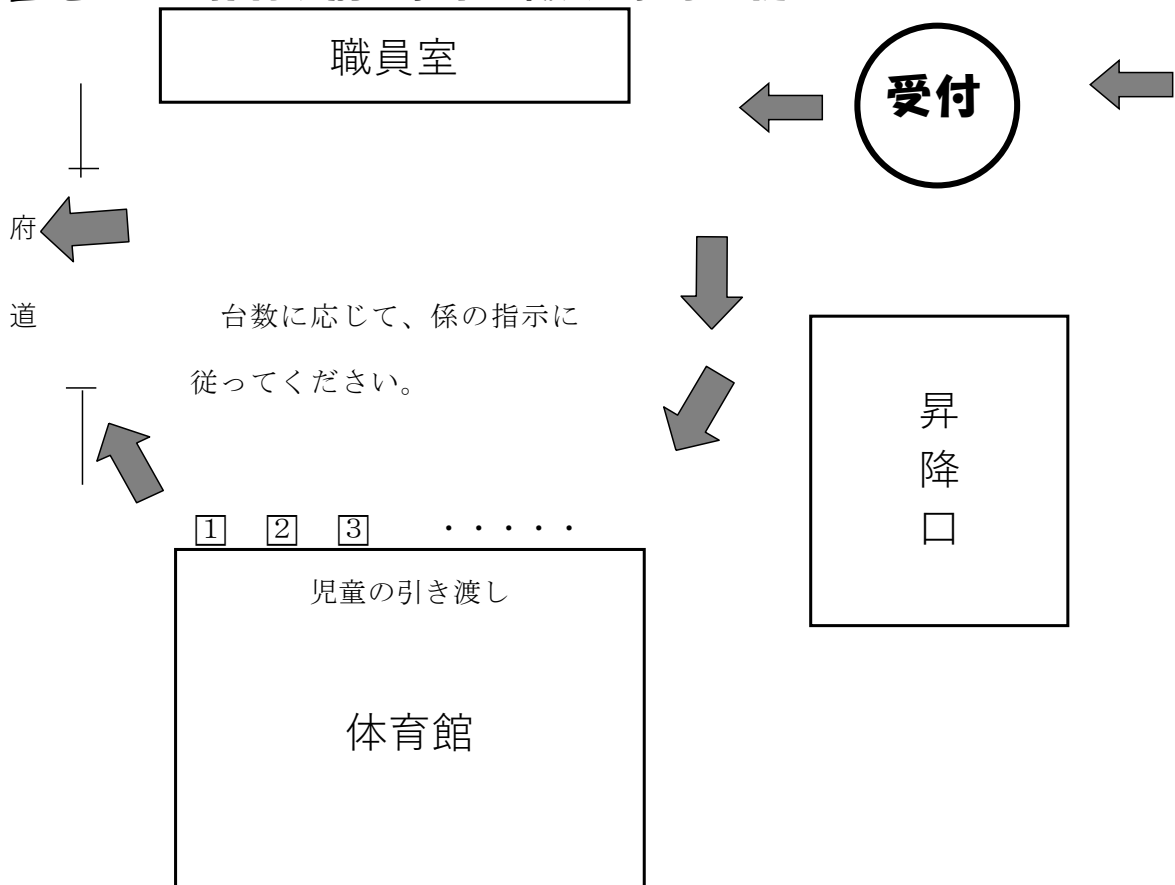 職員室
受付
府
道
台数に応じて、係の指示に
従ってください。
昇
降
口
1 2 3 ・・・・・
児童の引き渡し
体育館